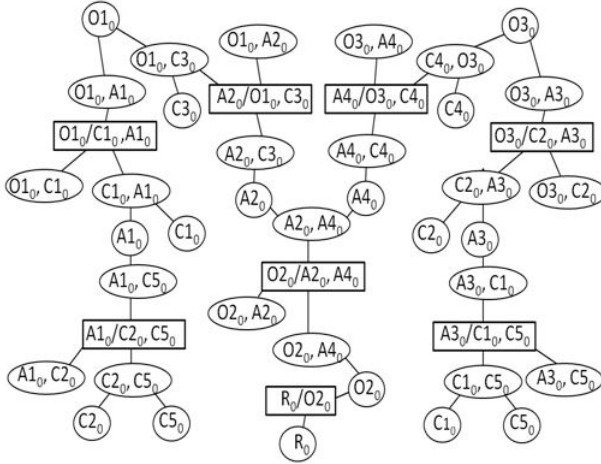 O1₀
O3₀
O1₀, C3₀
O1₀, A2₀
O3₀, A4₀
C4₀, O3₀
O1₀, A1₀
C3₀
A2₀/O1₀, C3₀
A4₀/O3₀, C4₀
C4₀
O3₀, A3₀
O1₀/C1₀,A1₀
O3₀/C2₀, A3₀
A2₀, C3₀
A4₀, C4₀
O1₀, C1₀
C1₀, A1₀
A2₀
A4₀
C2₀, A3₀
O3₀, C2₀
A1₀
C1₀
A2₀, A4₀
C2₀
A3₀
A1₀, C5₀
O2₀/A2₀, A4₀
A3₀, C1₀
O2₀, A2₀
A1₀/C2₀, C5₀
A3₀/C1₀, C5₀
O2₀, A4₀
A1₀, C2₀
C2₀, C5₀
C1₀, C5₀
A3₀, C5₀
R₀/O2₀
O2₀
C2₀
C5₀
R₀
C1₀
C5₀